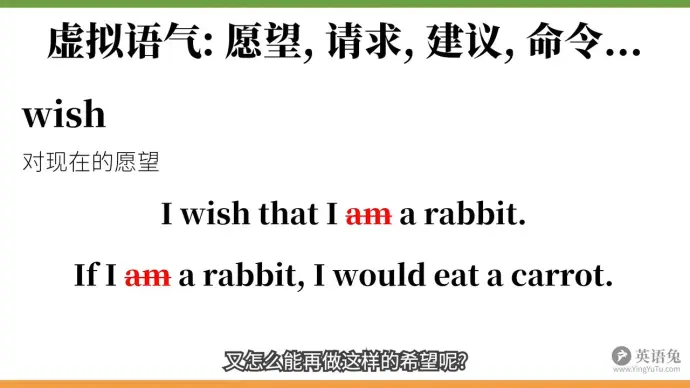 虚拟语气: 愿望, 请求, 建议, 命令...
wish
对现在的愿望
I wish that I am a rabbit.
If I am a rabbit, I would eat a carrot.
又怎么能再做这样的希望呢?
英语兔
www.YingYuTu.com